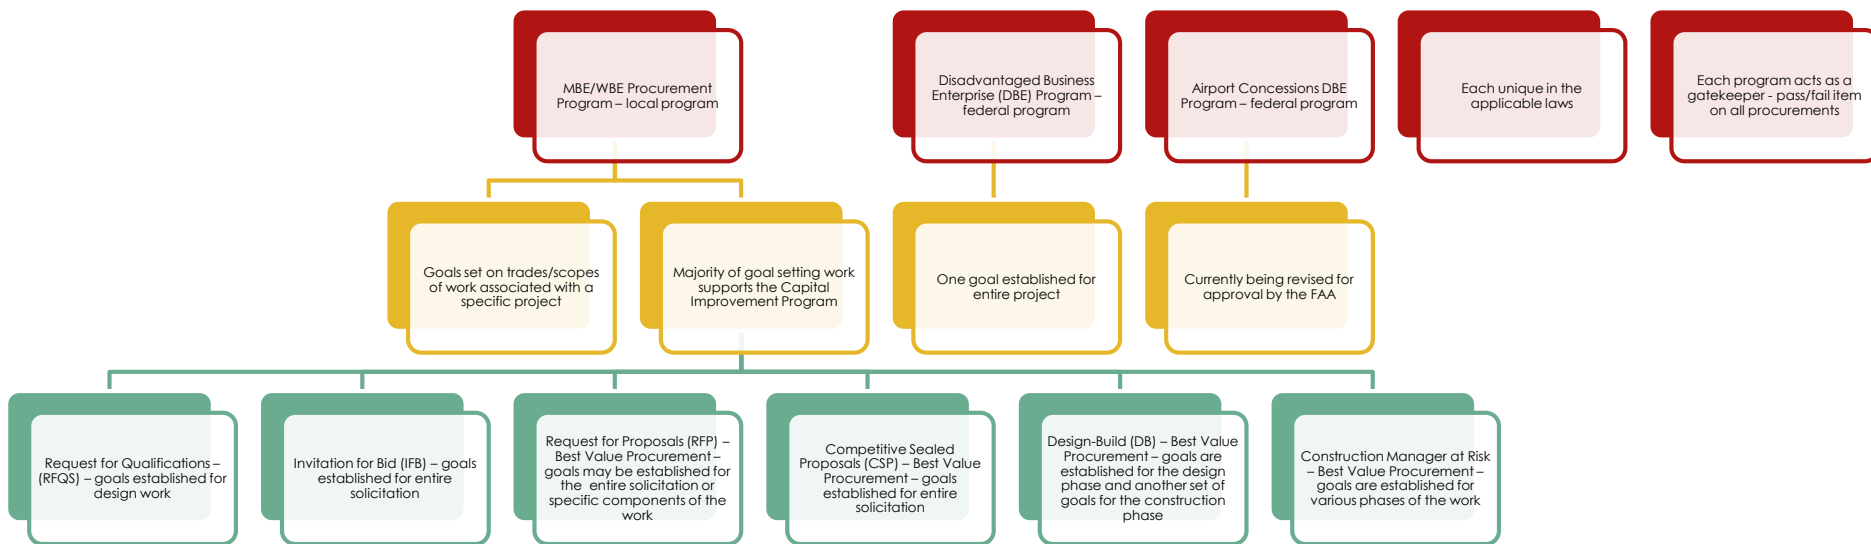 MBE/WBE Procurement
Program – local program
Disadvantaged Business
Enterprise (DBE) Program –
federal program
Airport Concessions DBE
Program – federal program
Each unique in the
applicable laws
Each program acts as a
gatekeeper - pass/fail item
on all procurements
Goals set on trades/scopes
of work associated with a
specific project
Majority of goal setting work
supports the Capital
Improvement Program
One goal established for
entire project
Currently being revised for
approval by the FAA
Request for Qualifications –
(RFQS) – goals established for
design work
Invitation for Bid (IFB) – goals
established for entire
solicitation
Request for Proposals (RFP) –
Best Value Procurement –
goals may be established for
the entire solicitation or
specific components of the
work
Competitive Sealed
Proposals (CSP) – Best Value
Procurement – goals
established for entire
solicitation
Design-Build (DB) – Best Value
Procurement – goals are
established for the design
phase and another set of
goals for the construction
phase
Construction Manager at Risk
– Best Value Procurement –
goals are established for
various phases of the work